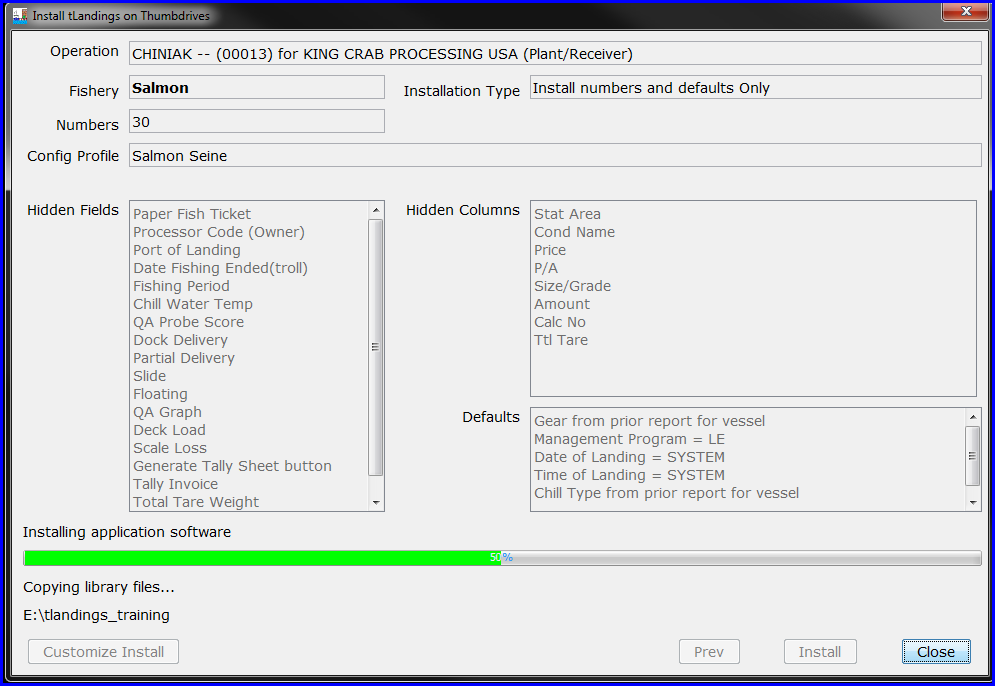 Install tLandings on Thumbdrives
Operation CHINIAK -- (00013) for KING CRAB PROCESSING USA (Plant/Receiver)
Fishery Salmon Installation Type Install numbers and defaults Only
Numbers 30
Config Profile Salmon Seine
Hidden Fields
Paper Fish Ticket
Processor Code (Owner)
Port of Landing
Date Fishing Ended(troll)
Fishing Period
Chill Water Temp
QA Probe Score
Dock Delivery
Partial Delivery
Slide
Floating
QA Graph
Deck Load
Scale Loss
Generate Tally Sheet button
Tally Invoice
Total Tare Weight
Hidden Columns
Stat Area
Cond Name
Price
P/A
Size/Grade
Amount
Calc No
Ttl Tare
Defaults
Gear from prior report for vessel
Management Program = LE
Date of Landing = SYSTEM
Time of Landing = SYSTEM
Chill Type from prior report for vessel
Installing application software
50%
Copying library files...
E:\tlandings_training
Customize Install Prev Install Close